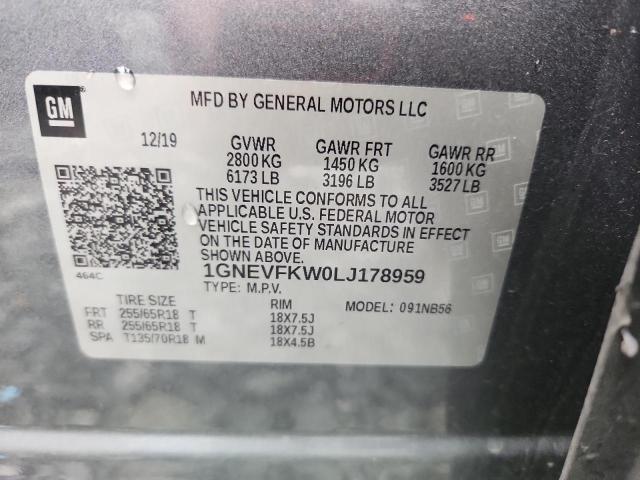 GM
MFD BY GENERAL MOTORS LLC
12/19 GVWR GAWR FRT GAWR RR
2800 KG 1450 KG 1600 KG
6173 LB 3196 LB 3527 LB
THIS VEHICLE CONFORMS TO ALL
APPLICABLE U.S. FEDERAL MOTOR
VEHICLE SAFETY STANDARDS IN EFFECT
ON THE DATE OF MANUFACTURE
SHOWN ABOVE.
464C 1GNEVFKW0LJ178959
TYPE: M.P.V.
TIRE SIZE RIM MODEL: 091NB56
FRT 255/65R18 T 18X7.5J
RR 255/65R18 T 18X7.5J
SPA T135/70R18 M 18X4.5B